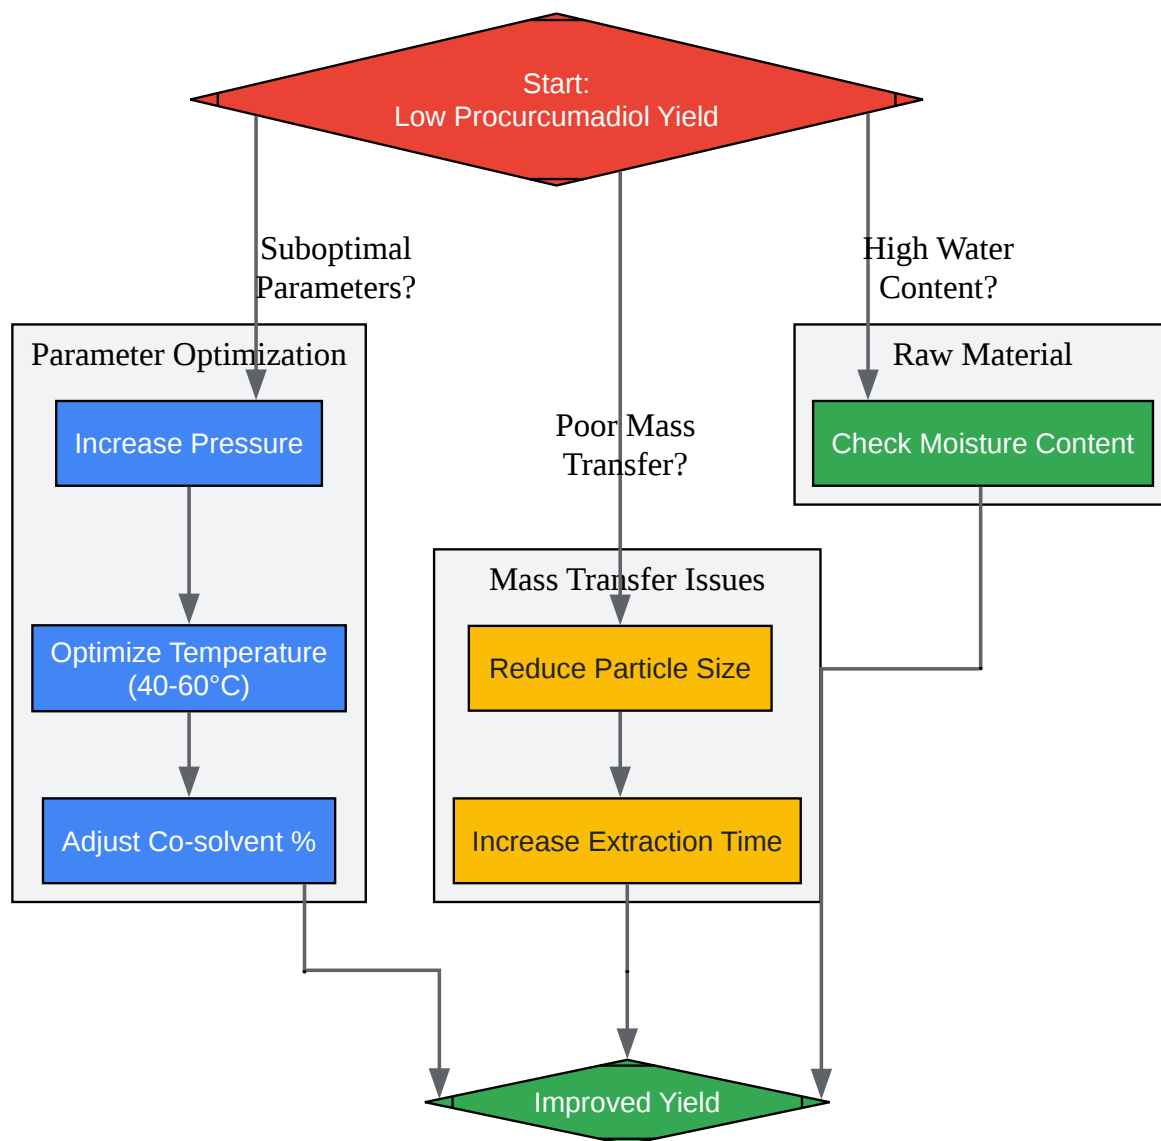 Start:
Low Procurcumadiol Yield
Suboptimal
Parameters?
High Water
Content?
Parameter Optimization
Raw Material
Increase Pressure
Check Moisture Content
Poor Mass
Transfer?
Mass Transfer Issues
Optimize Temperature
(40-60°C)
Reduce Particle Size
Adjust Co-solvent %
Increase Extraction Time
Improved Yield